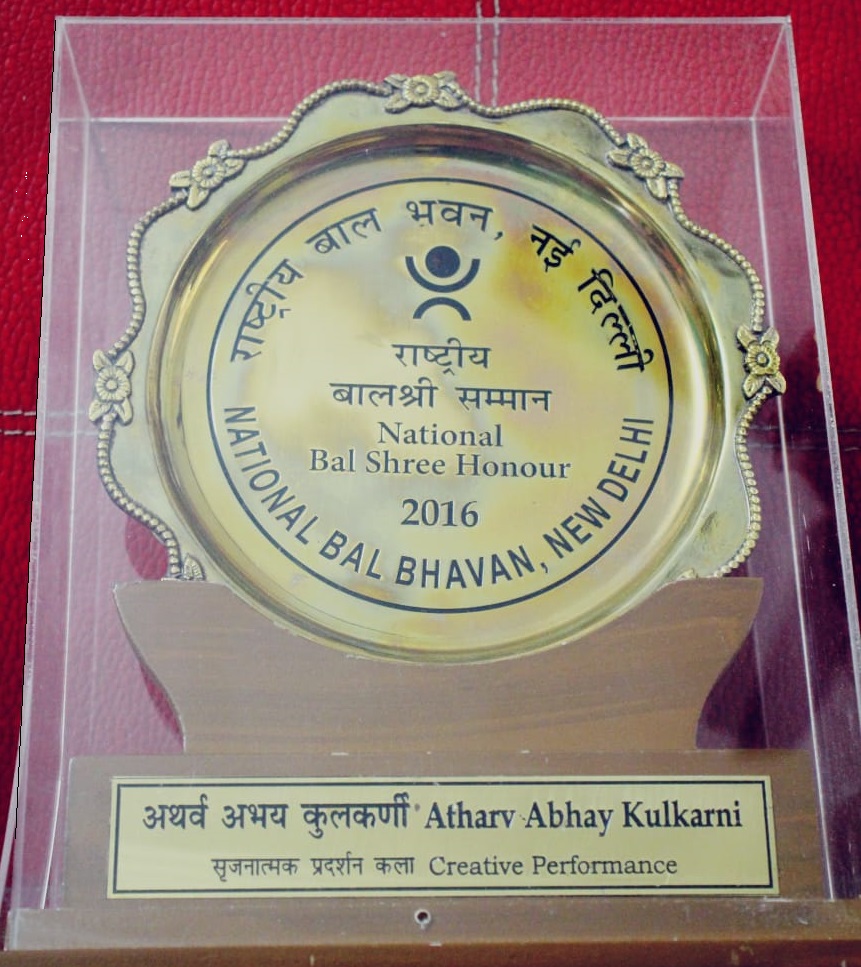 राष्ट्रीय बाल भवन, नई दिल्ली
राष्ट्रीय
बालश्री सम्मान
National
Bal Shree Honour
2016
NATIONAL BAL BHAVAN, NEW DELHI
अथर्व अभय कुलकर्णी Atharv Abhay Kulkarni
सृजनात्मक प्रदर्शन कला Creative Performance